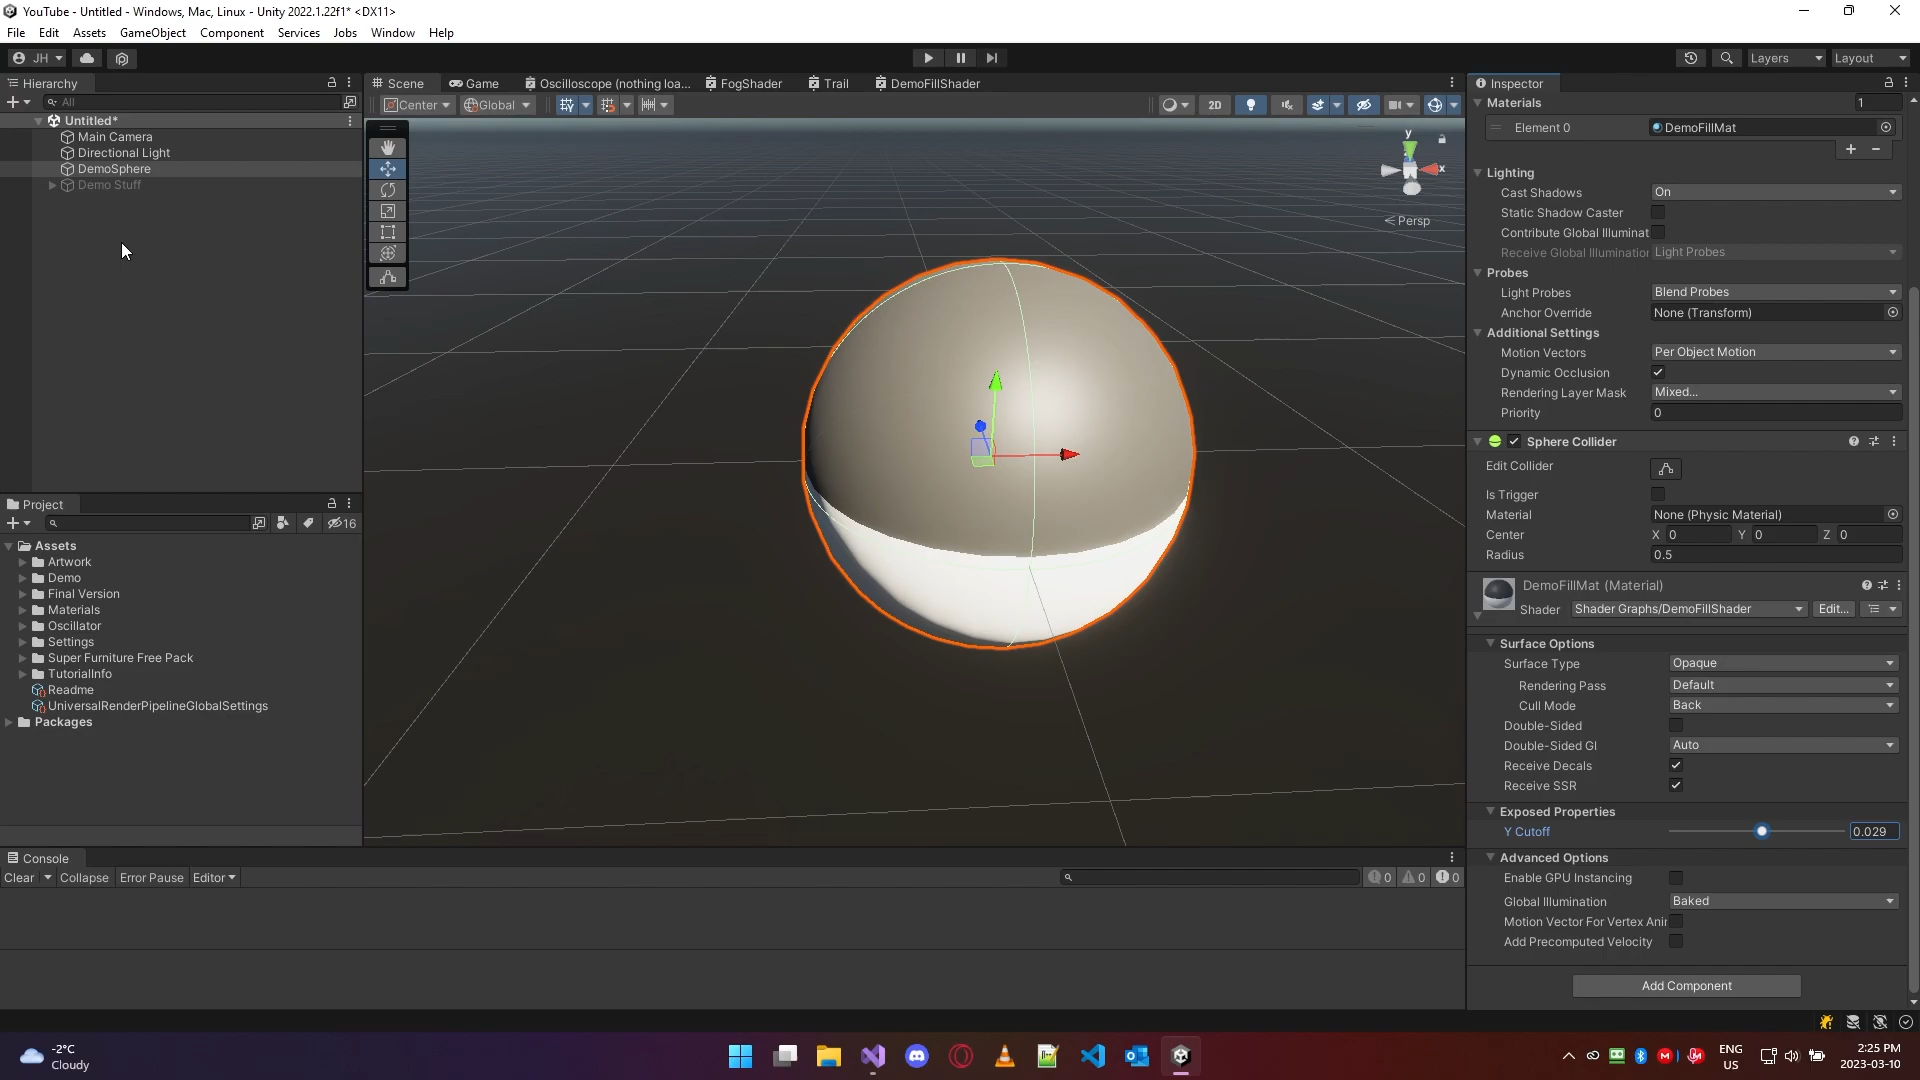 YouTube - Untitled - Windows, Mac, Linux - Unity 2022.1.22f1* <DX11>
File Edit Assets GameObject Component Services Jobs Window Help
JH Layers Layout
Hierarchy
All
Untitled*
Main Camera
Directional Light
DemoSphere
Demo Stuff
Project
16
Assets
Artwork
Demo
Final Version
Materials
Oscillator
Settings
Super Furniture Free Pack
TutorialInfo
Readme
UniversalRenderPipelineGlobalSettings
Packages
Scene Game Oscilloscope (nothing loa... FogShader Trail DemoFillShader
Center Global 2D
y
x
< Persp
Console
Clear Collapse Error Pause Editor 0 0 0
Inspector
Materials 1
Element 0 DemoFillMat
Lighting
Cast Shadows On
Static Shadow Caster
Contribute Global Illuminat
Receive Global Illumination Light Probes
Probes
Light Probes Blend Probes
Anchor Override None (Transform)
Additional Settings
Motion Vectors Per Object Motion
Dynamic Occlusion
Rendering Layer Mask Mixed...
Priority 0
Sphere Collider
Edit Collider
Is Trigger
Material None (Physic Material)
Center X 0 Y 0 Z 0
Radius 0.5
DemoFillMat (Material)
Shader Shader Graphs/DemoFillShader Edit...
Surface Options
Surface Type Opaque
Rendering Pass Default
Cull Mode Back
Double-Sided
Double-Sided GI Auto
Receive Decals
Receive SSR
Exposed Properties
Y Cutoff 0.029
Advanced Options
Enable GPU Instancing
Global Illumination Baked
Motion Vector For Vertex Anir
Add Precomputed Velocity
Add Component
-2°C
Cloudy
ENG
US
2:25 PM
2023-03-10